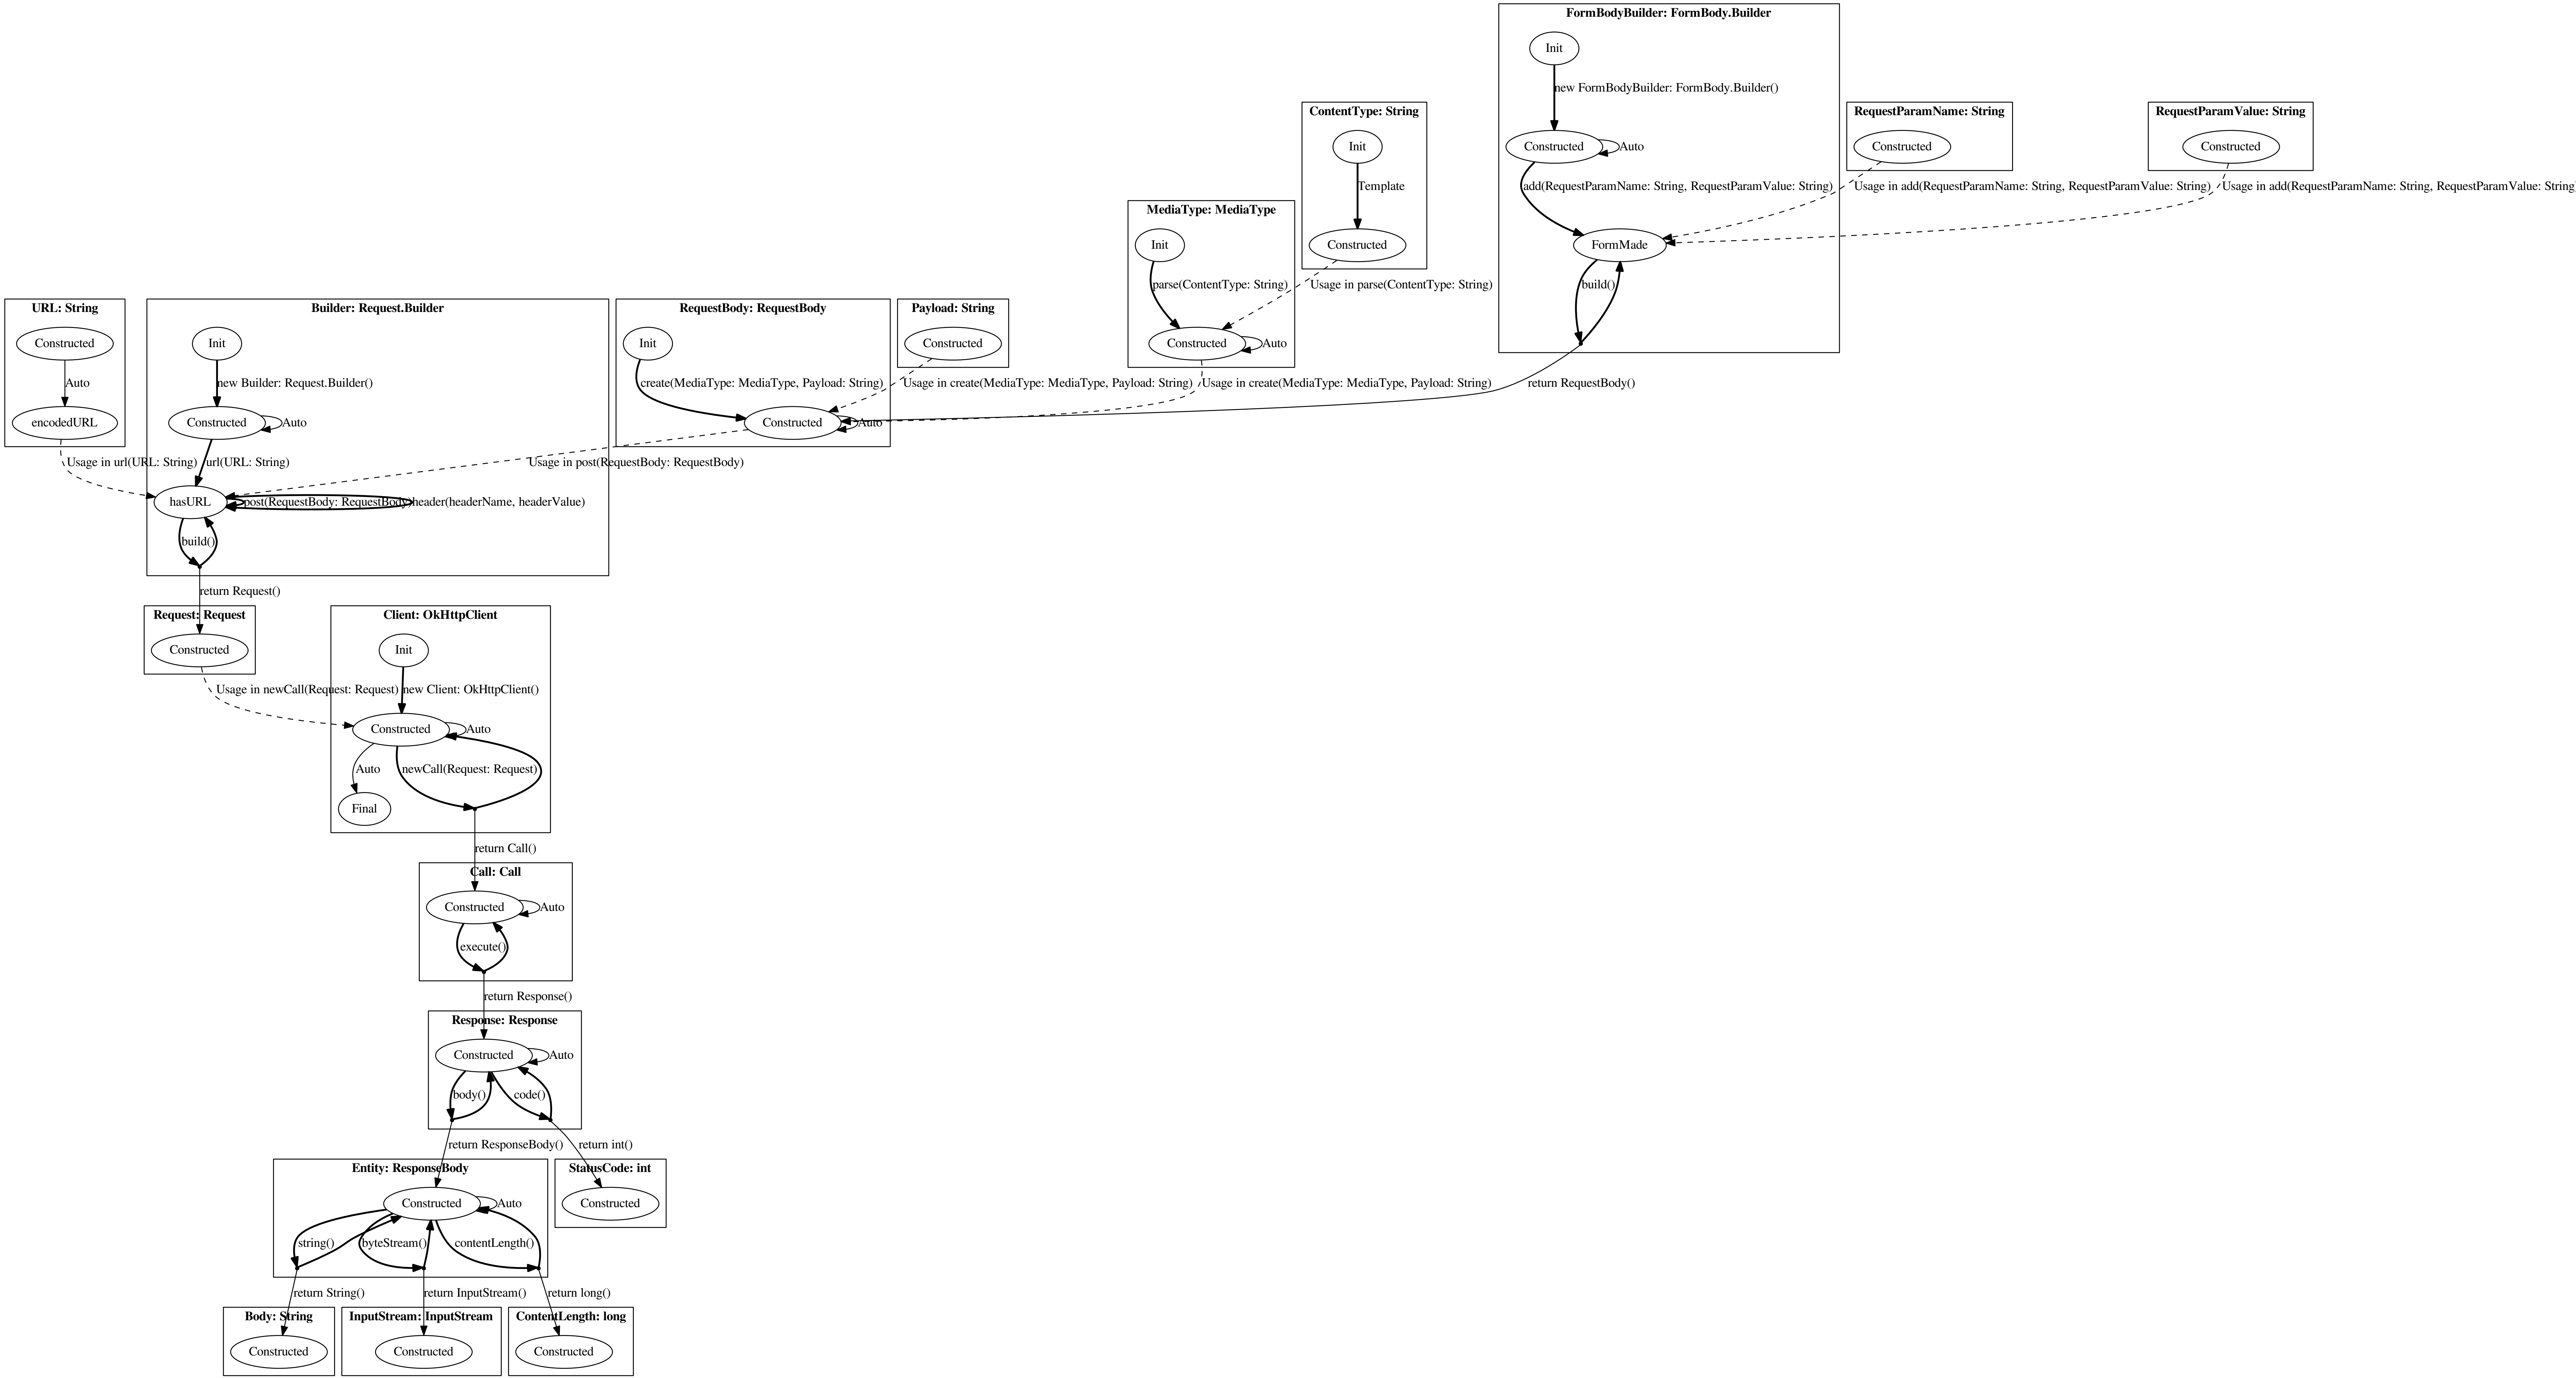 FormBodyBuilder: FormBody.Builder
Init
new FormBodyBuilder: FormBody.Builder()
Constructed
Auto
add(RequestParamName: String, RequestParamValue: String)
FormMade
build()
return RequestBody()
RequestParamName: String
Constructed
Usage in add(RequestParamName: String, RequestParamValue: String)
RequestParamValue: String
Constructed
Usage in add(RequestParamName: String, RequestParamValue: String
ContentType: String
Init
Template
Constructed
Usage in parse(ContentType: String)
MediaType: MediaType
Init
parse(ContentType: String)
Constructed
Auto
Usage in create(MediaType: MediaType, Payload: String)
URL: String
Constructed
Auto
encodedURL
Usage in url(URL: String)
Builder: Request.Builder
Init
new Builder: Request.Builder()
Constructed
Auto
url(URL: String)
hasURL
post(RequestBody: RequestBody)
header(headerName, headerValue)
build()
return Request()
RequestBody: RequestBody
Init
create(MediaType: MediaType, Payload: String)
Constructed
Auto
Usage in post(RequestBody: RequestBody)
Payload: String
Constructed
Usage in create(MediaType: MediaType, Payload: String)
Request: Request
Constructed
Usage in newCall(Request: Request)
Client: OkHttpClient
Init
new Client: OkHttpClient()
Constructed
Auto
Auto
newCall(Request: Request)
Final
return Call()
Call: Call
Constructed
Auto
execute()
return Response()
Response: Response
Constructed
Auto
body()
code()
return ResponseBody()
return int()
Entity: ResponseBody
Constructed
Auto
string()
byteStream()
contentLength()
StatusCode: int
Constructed
return String()
return InputStream()
return long()
Body: String
Constructed
InputStream: InputStream
Constructed
ContentLength: long
Constructed